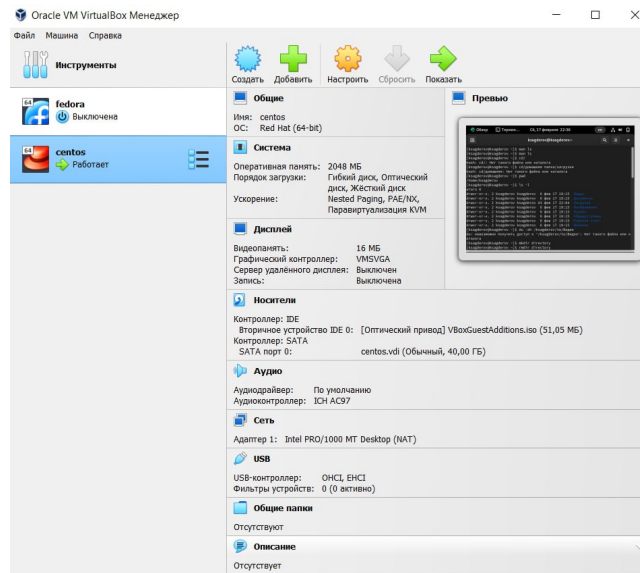 Oracle VM VirtualBox Менеджер
Файл Машина Справка
Инструменты
Создать Добавить Настроить Сбросить Показать
64 fedora
Выключена
64 centos
Работает
Общие
Имя: centos
ОС: Red Hat (64-bit)
Система
Оперативная память: 2048 МБ
Порядок загрузки: Гибкий диск, Оптический
диск, Жёсткий диск
Ускорение: Nested Paging, PAE/NX,
Паравиртуализация KVM
Превью
Дисплей
Видеопамять: 16 МБ
Графический контроллер: VMSVGA
Сервер удалённого дисплея: Выключен
Запись: Выключена
Носители
Контроллер: IDE
Вторичное устройство IDE 0: [Оптический привод] VBoxGuestAdditions.iso (51,05 МБ)
Контроллер: SATA
SATA порт 0: centos.vdi (Обычный, 40,00 ГБ)
Аудио
Аудиодрайвер: По умолчанию
Аудиоконтроллер: ICH AC97
Сеть
Адаптер 1: Intel PRO/1000 MT Desktop (NAT)
USB
USB-контроллер: OHCI, EHCI
Фильтры устройств: 0 (0 активно)
Общие папки
Отсутствуют
Описание
Отсутствует